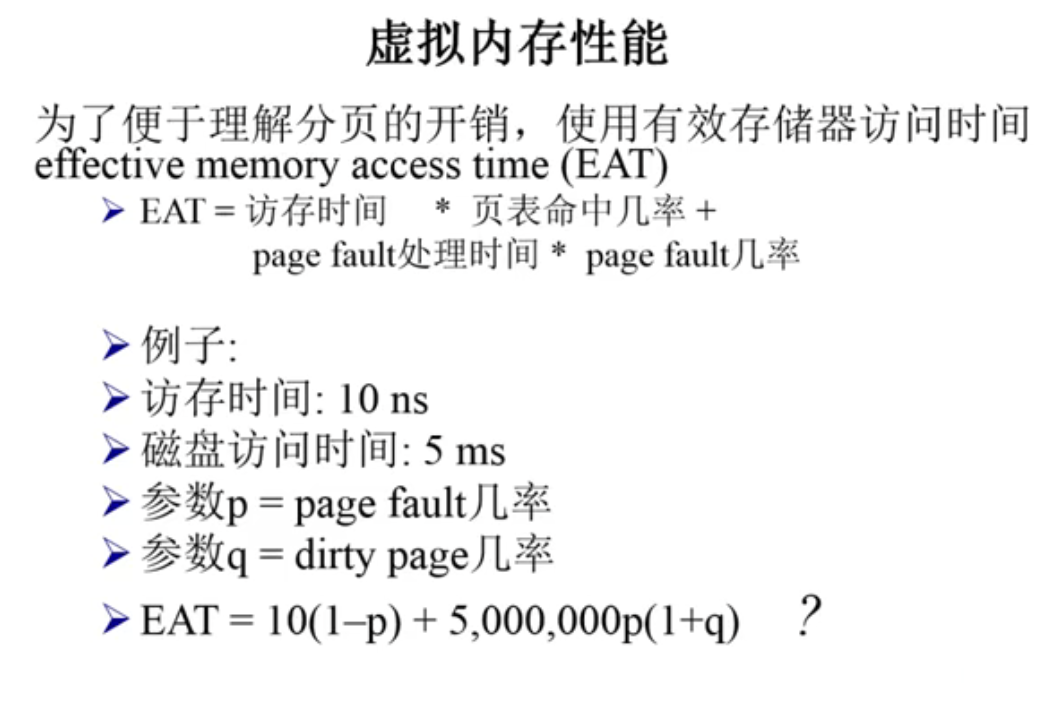 虚拟内存性能
为了便于理解分页的开销，使用有效存储器访问时间
effective memory access time (EAT)
➢ EAT = 访存时间 * 页表命中几率 +
page fault处理时间 * page fault几率
➢ 例子:
➢ 访存时间: 10 ns
➢ 磁盘访问时间: 5 ms
➢ 参数p = page fault几率
➢ 参数q = dirty page几率
➢ EAT = 10(1–p) + 5,000,000p(1+q) ?